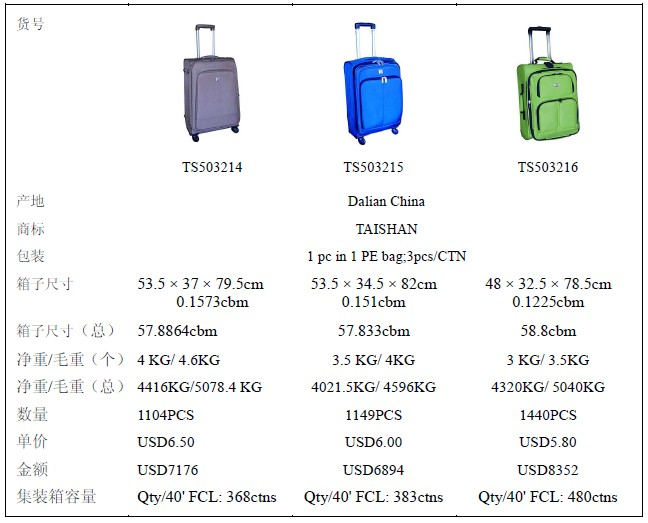 货号
TS503214 TS503215 TS503216
产地 Dalian China
商标 TAISHAN
包装 1 pc in 1 PE bag;3pcs/CTN
箱子尺寸 53.5 × 37 × 79.5cm 53.5 × 34.5 × 82cm 48 × 32.5 × 78.5cm
0.1573cbm 0.151cbm 0.1225cbm
箱子尺寸（总） 57.8864cbm 57.833cbm 58.8cbm
净重/毛重（个） 4 KG/ 4.6KG 3.5 KG/ 4KG 3 KG/ 3.5KG
净重/毛重（总） 4416KG/5078.4 KG 4021.5KG/ 4596KG 4320KG/ 5040KG
数量 1104PCS 1149PCS 1440PCS
单价 USD6.50 USD6.00 USD5.80
金额 USD7176 USD6894 USD8352
集装箱容量 Qty/40' FCL: 368ctns Qty/40' FCL: 383ctns Qty/40' FCL: 480ctns